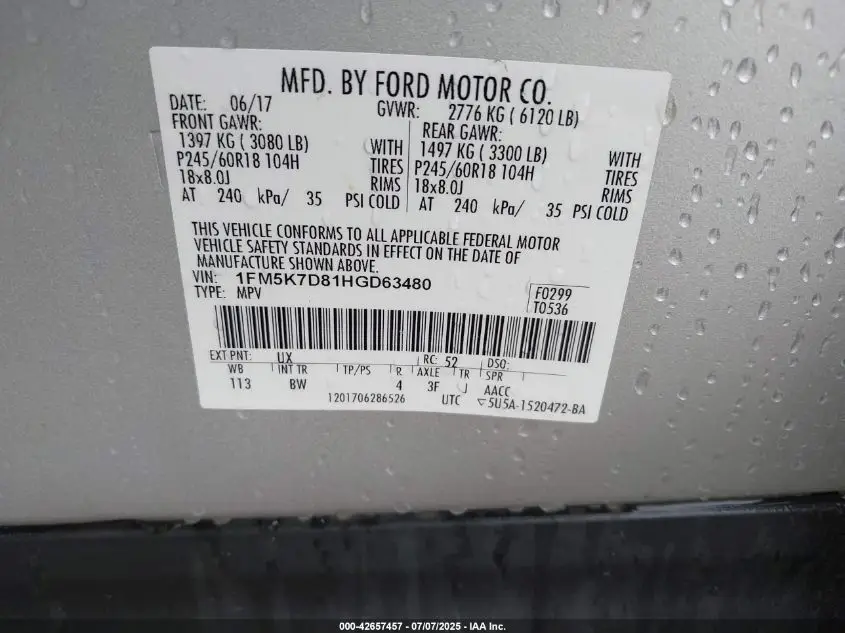 MFD. BY FORD MOTOR CO.
DATE: 06/17 GVWR: 2776 KG ( 6120 LB)
FRONT GAWR: REAR GAWR:
1397 KG ( 3080 LB) WITH 1497 KG ( 3300 LB) WITH
P245/60R18 104H TIRES P245/60R18 104H TIRES
18x8.0J RIMS 18x8.0J RIMS
AT 240 kPa/ 35 PSI COLD AT 240 kPa/ 35 PSI COLD
THIS VEHICLE CONFORMS TO ALL APPLICABLE FEDERAL MOTOR
VEHICLE SAFETY STANDARDS IN EFFECT ON THE DATE OF
MANUFACTURE SHOWN ABOVE.
VIN: 1FM5K7D81HGD63480 F0299
TYPE: MPV T0536
EXT PNT: UX RC: 52 DSO:
WB INT TR TP/PS R AXLE TR SPR
113 BW 4 3F J AACC
1201706286526 UTC ▽5U5A-1520472-BA
000-42657457 / 07/07/2025 - IAA Inc.